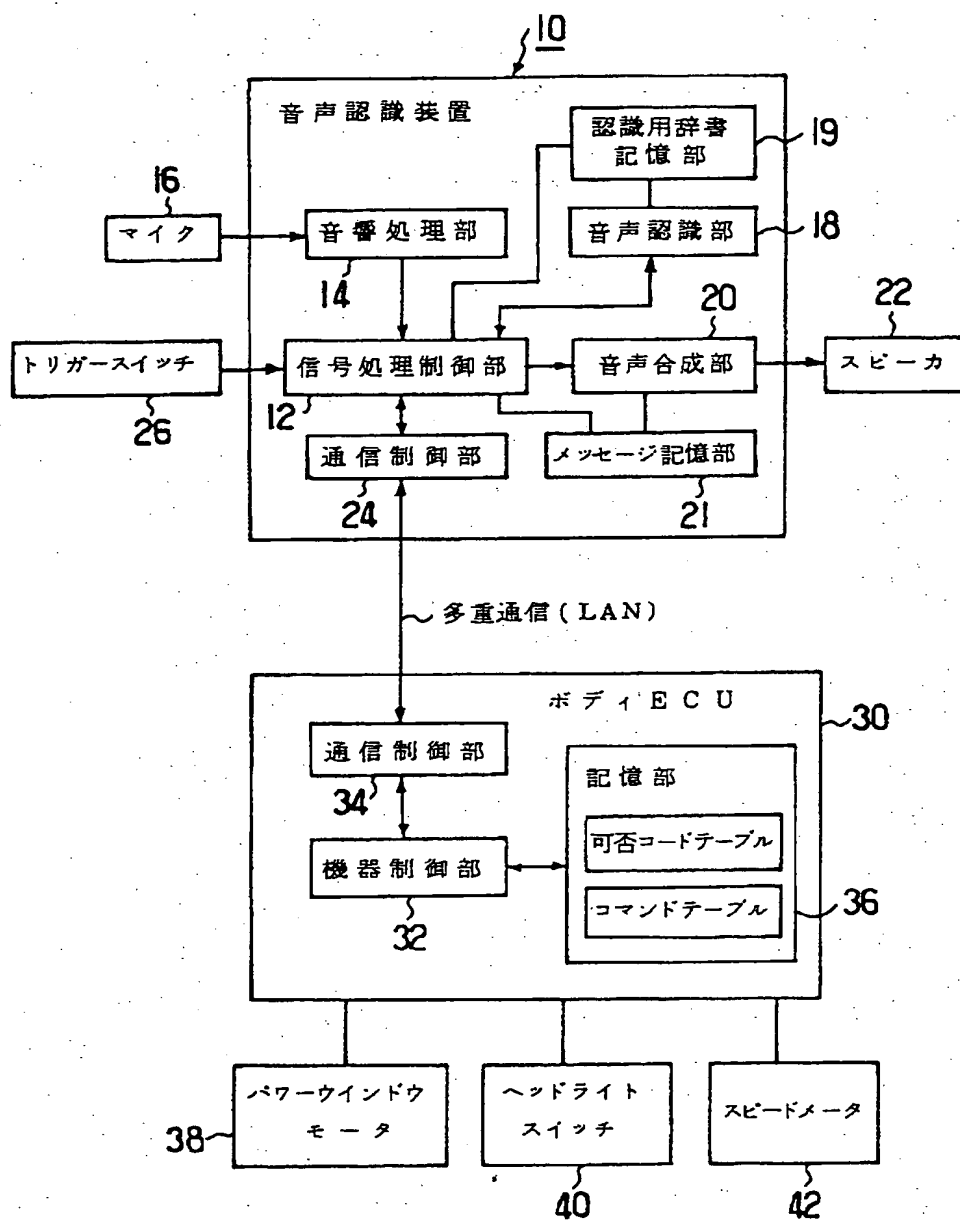 10
音声認識装置
認識用辞書
記憶部
19
16
マイク
音響処理部
14
音声認識部
18
20
22
トリガースイッチ
26
信号処理制御部
12
音声合成部
スピーカ
通信制御部
24
メッセージ記憶部
21
多重通信(LAN)
ボディECU
30
通信制御部
34
記憶部
可否コードテーブル
機器制御部
32
コマンドテーブル
36
パワーウインドウ
モータ
38
ヘッドライト
スイッチ
40
スピードメータ
42